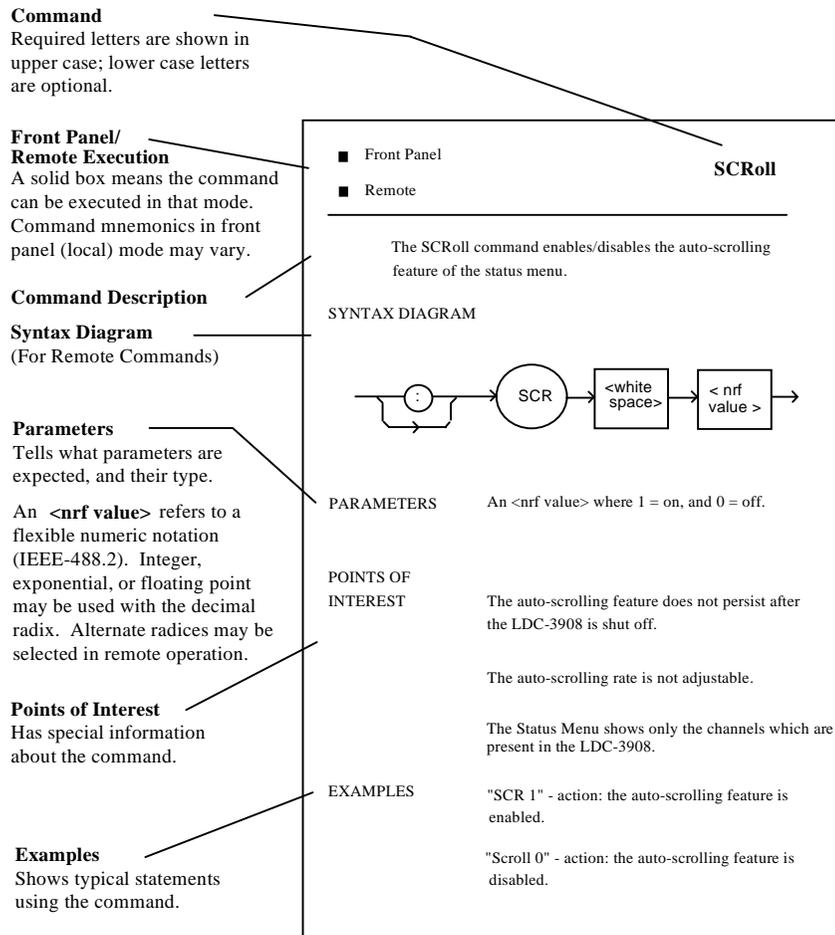 Command
Required letters are shown in
upper case; lower case letters
are optional.
Front Panel/
Remote Execution
A solid box means the command
can be executed in that mode.
Command mnemonics in front
panel (local) mode may vary.
Command Description
Syntax Diagram
(For Remote Commands)
Parameters
Tells what parameters are
expected, and their type.
An <nrf value> refers to a
flexible numeric notation
(IEEE-488.2). Integer,
exponential, or floating point
may be used with the decimal
radix. Alternate radices may be
selected in remote operation.
Points of Interest
Has special information
about the command.
Examples
Shows typical statements
using the command.
Front Panel
Remote
SCRoll
The SCRoll command enables/disables the auto-scrolling
feature of the status menu.
SYNTAX DIAGRAM
:
SCR
<white
space>
< nrf
value >
PARAMETERS
An <nrf value> where 1 = on, and 0 = off.
POINTS OF
INTEREST
The auto-scrolling feature does not persist after
the LDC-3908 is shut off.
The auto-scrolling rate is not adjustable.
The Status Menu shows only the channels which are
present in the LDC-3908.
EXAMPLES
"SCR 1" - action: the auto-scrolling feature is
enabled.
"Scroll 0" - action: the auto-scrolling feature is
disabled.